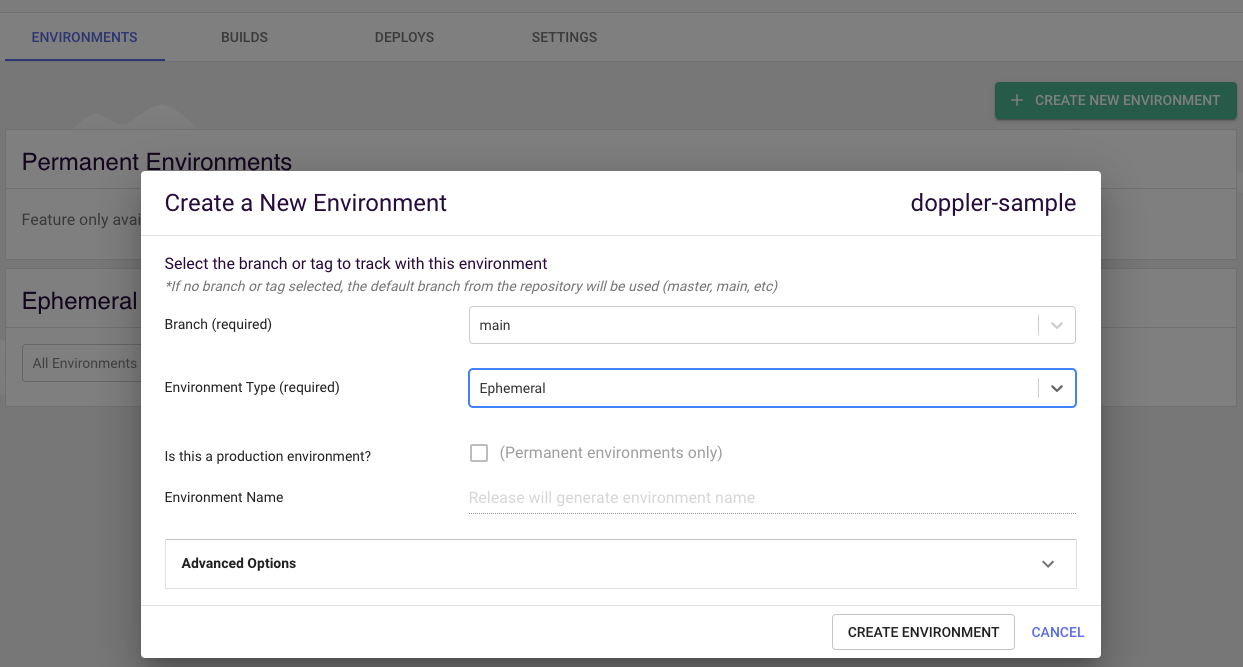 ENVIRONMENTS BUILDS DEPLOYS SETTINGS
+ CREATE NEW ENVIRONMENT
Permanent Environments
Feature only avai
Ephemeral
All Environments
Create a New Environment doppler-sample
Select the branch or tag to track with this environment
*If no branch or tag selected, the default branch from the repository will be used (master, main, etc)
Branch (required) main
Environment Type (required) Ephemeral
Is this a production environment? (Permanent environments only)
Environment Name Release will generate environment name
Advanced Options
CREATE ENVIRONMENT CANCEL